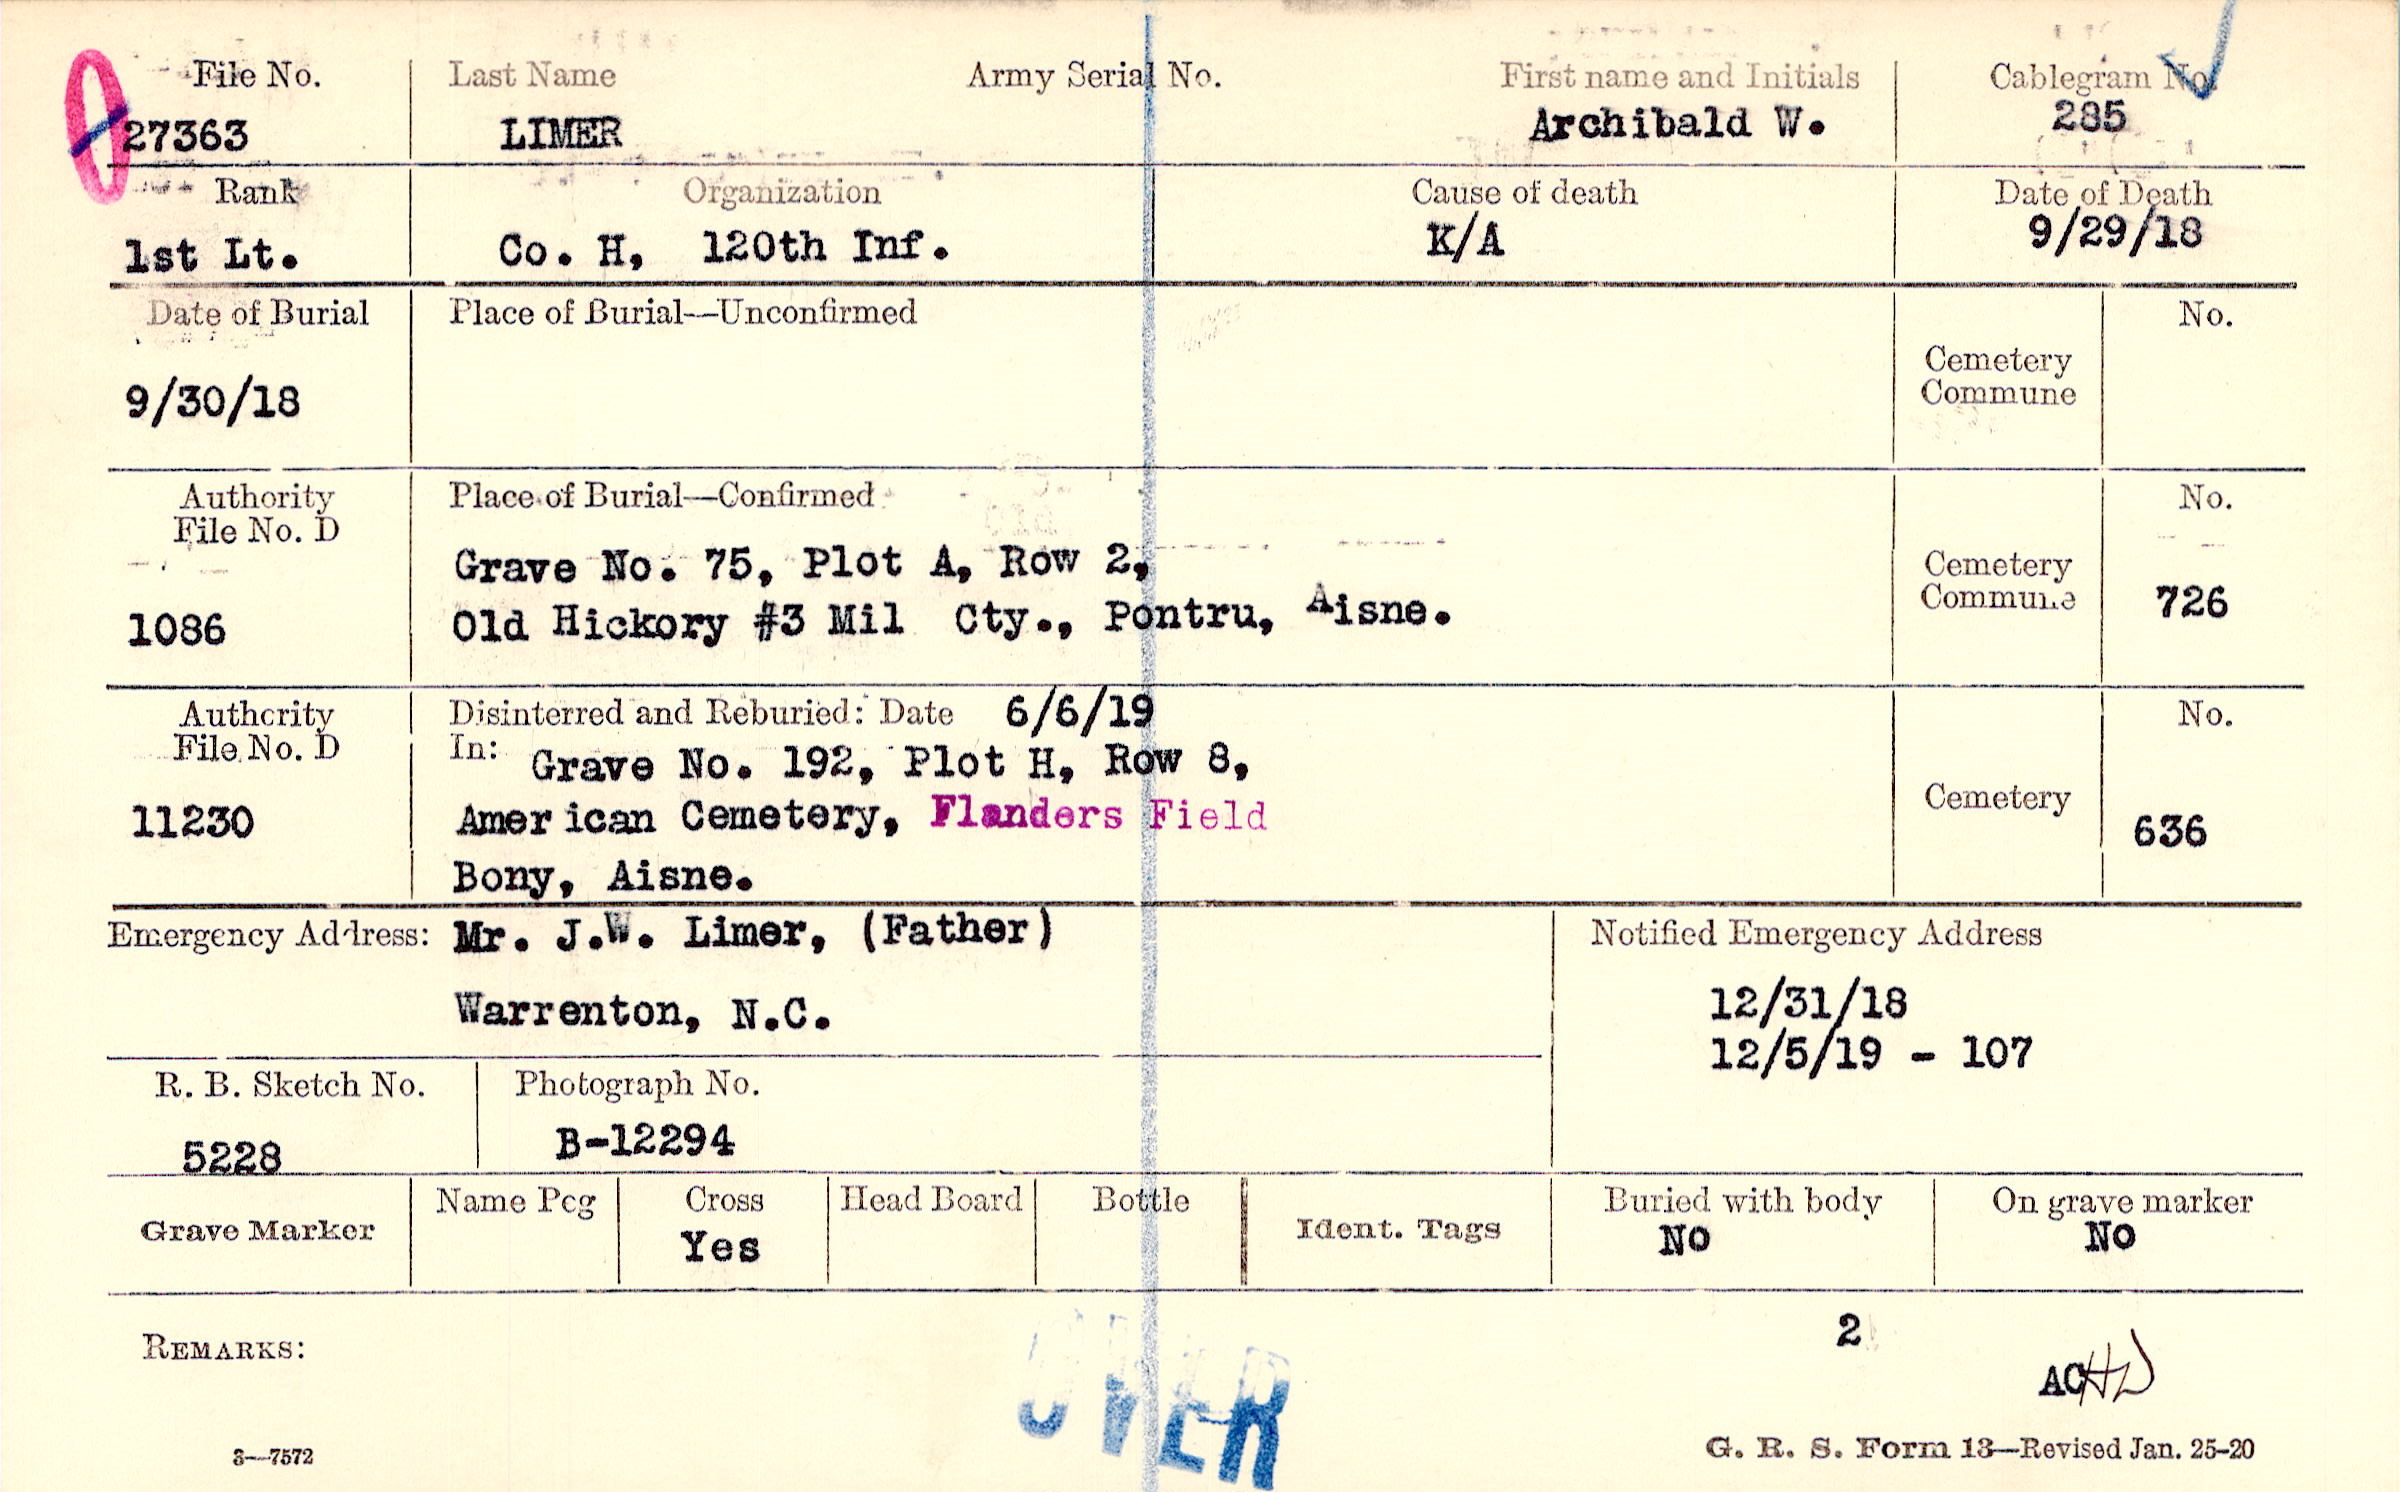 File No. Last Name Army Serial No. First name and Initials Cablegram No.
27363 LIMER Archibald W. 285
Rank Organization Cause of death Date of Death
1st Lt. Co. H, 120th Inf. K/A 9/29/18
Date of Burial Place of Burial—Unconfirmed No.
Cemetery
Commune
9/30/18
Authority Place of Burial—Confirmed No.
File No. D
Grave No. 75, Plot A, Row 2, Cemetery
1086 Old Hickory #3 Mil Cty., Pontru, Aisne. Commune 726
Authority Disinterred and Reburied: Date 6/6/19 No.
File No. D In: Grave No. 192, Plot H, Row 8,
11230 American Cemetery, Flanders Field Cemetery 636
Bony, Aisne.
Emergency Address: Mr. J.W. Limer, (Father) Notified Emergency Address
Warrenton, N.C. 12/31/18
12/5/19 - 107
R. B. Sketch No. Photograph No.
5228 B-12294
Grave Marker Name Peg Cross Head Board Bottle Ident. Tags Buried with body On grave marker
Yes No No
2
REMARKS:
AC
OVER
3—7572 G. R. S. Form 13—Revised Jan. 25-20